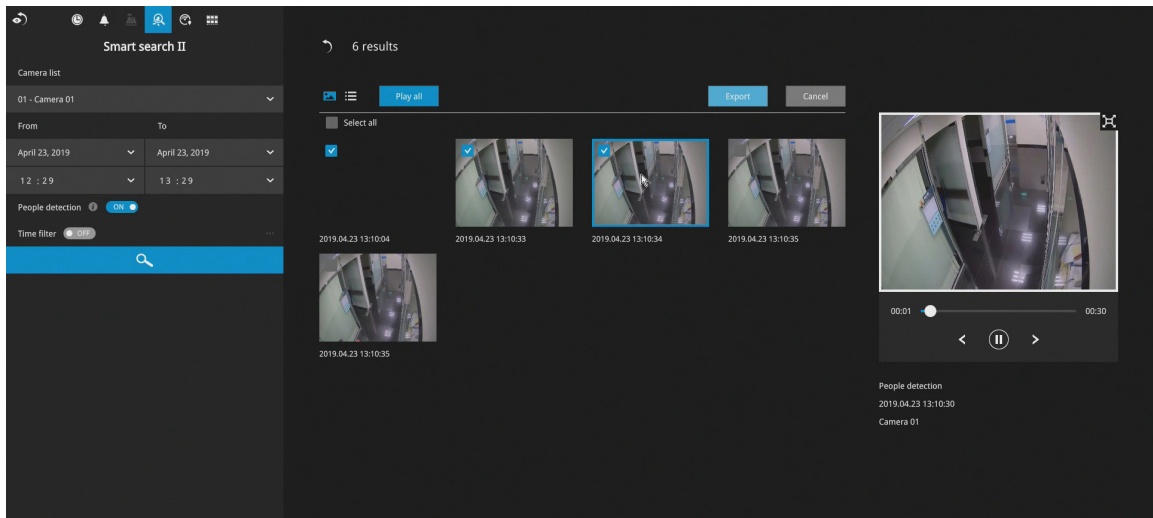 Smart search II
Camera list
01 - Camera 01
From To
April 23, 2019 April 23, 2019
12 : 29 13 : 29
People detection ON
Time filter OFF
6 results
Play all Export Cancel
Select all
2019.04.23 13:10:04 2019.04.23 13:10:33 2019.04.23 13:10:34 2019.04.23 13:10:35
2019.04.23 13:10:35
00:01 00:30
People detection
2019.04.23 13:10:30
Camera 01